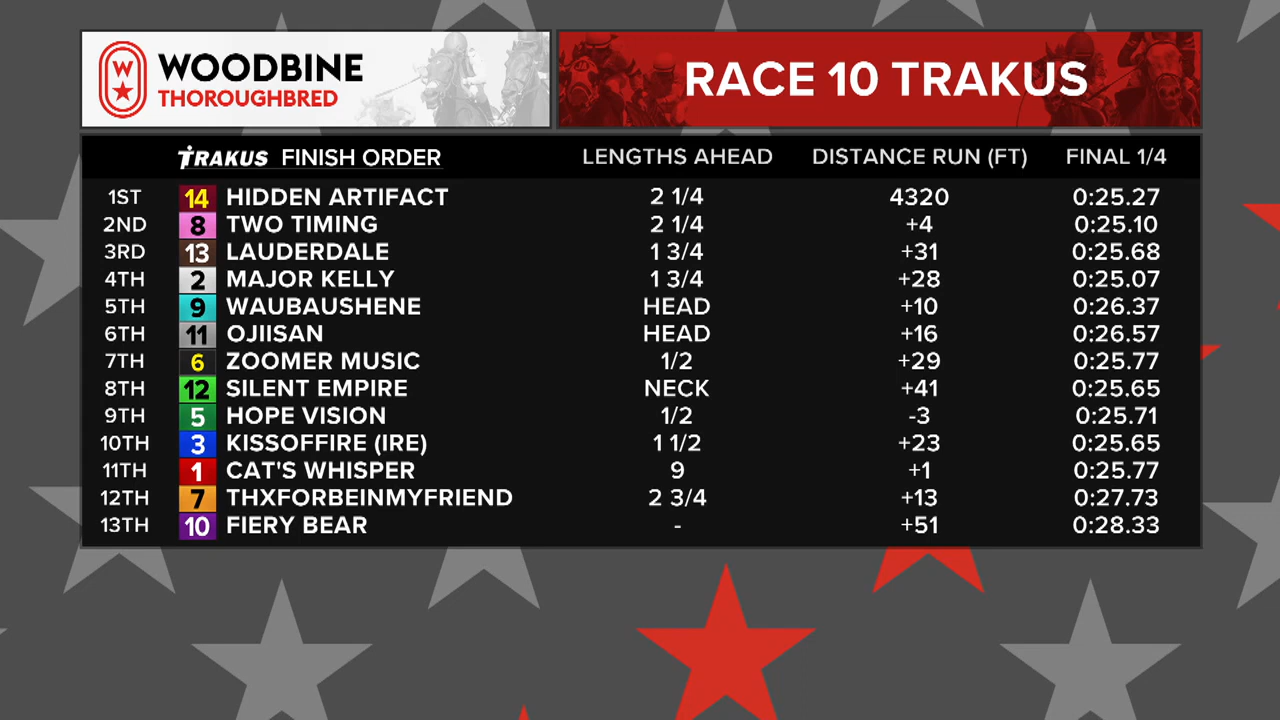 W
WOODBINE
THOROUGHBRED
RACE 10 TRAKUS
TRAKUS FINISH ORDER LENGTHS AHEAD DISTANCE RUN (FT) FINAL 1/4
1ST 14 HIDDEN ARTIFACT 2 1/4 4320 0:25.27
2ND 8 TWO TIMING 2 1/4 +4 0:25.10
3RD 13 LAUDERDALE 1 3/4 +31 0:25.68
4TH 2 MAJOR KELLY 1 3/4 +28 0:25.07
5TH 9 WAUBAUSHENE HEAD +10 0:26.37
6TH 11 OJIISAN HEAD +16 0:26.57
7TH 6 ZOOMER MUSIC 1/2 +29 0:25.77
8TH 12 SILENT EMPIRE NECK +41 0:25.65
9TH 5 HOPE VISION 1/2 -3 0:25.71
10TH 3 KISSOFFIRE (IRE) 1 1/2 +23 0:25.65
11TH 1 CAT'S WHISPER 9 +1 0:25.77
12TH 7 THXFORBEINMYFRIEND 2 3/4 +13 0:27.73
13TH 10 FIERY BEAR - +51 0:28.33